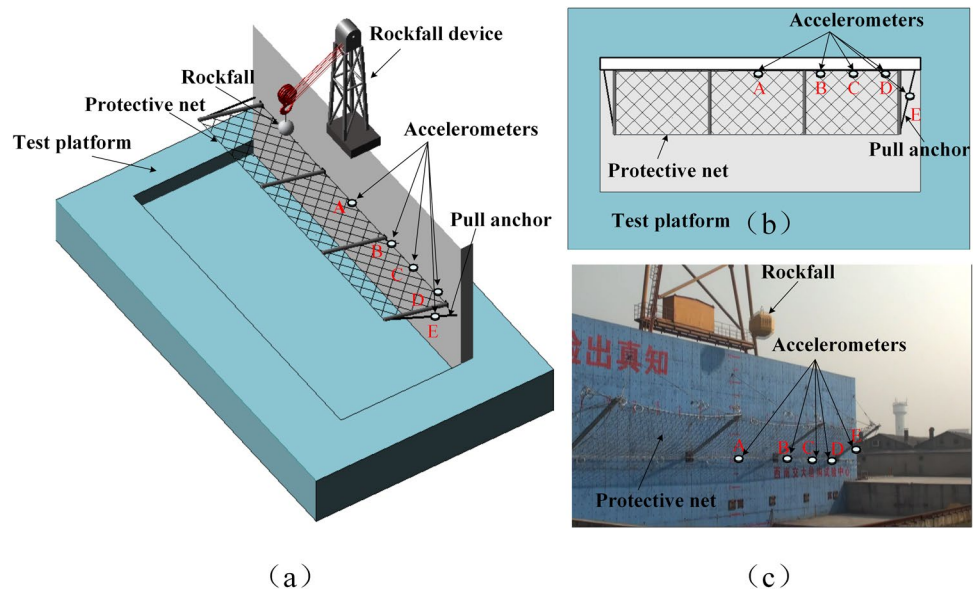 Rockfall device
Rockfall
Protective net
Accelerometers
Test platform
Pull anchor
A
B
C
D
E
(a)
Accelerometers
A
B
C
D
E
Pull anchor
Protective net
Test platform
(b)
Rockfall
检出真知
Accelerometers
A
B
C
D
E
Protective net
(c)